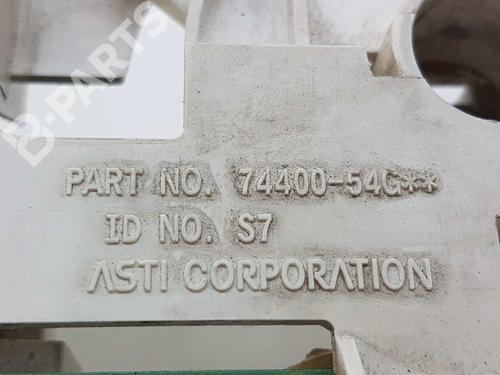 B-PARTS
PART NO. 74400-54G**
ID NO. S7
ASTI CORPORATION